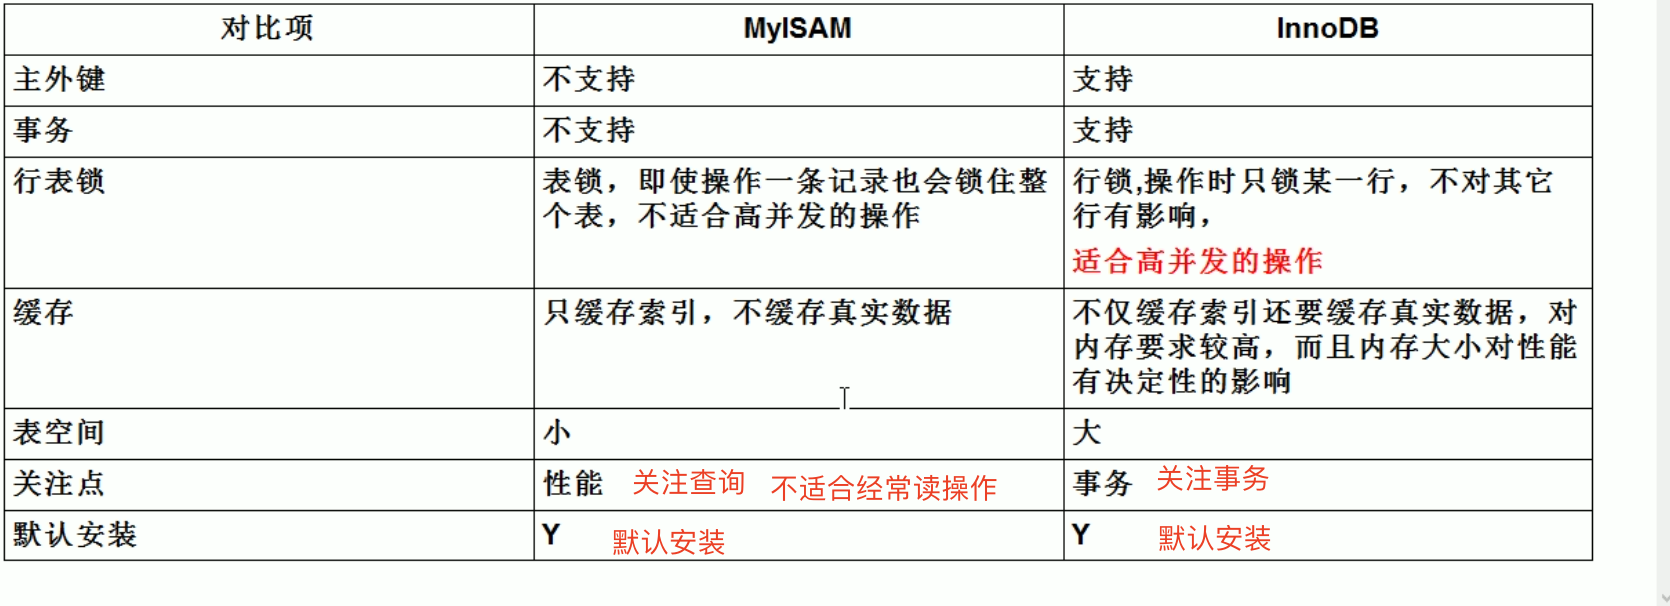 对比项 MyISAM InnoDB
主外键 不支持 支持
事务 不支持 支持
行表锁
表锁，即使操作一条记录也会锁住整
个表，不适合高并发的操作
行锁,操作时只锁某一行，不对其它
行有影响，
适合高并发的操作
缓存
只缓存索引，不缓存真实数据
不仅缓存索引还要缓存真实数据，对
内存要求较高，而且内存大小对性能
有决定性的影响
表空间 小 大
关注点 性能 关注查询 不适合经常读操作 事务 关注事务
默认安装 Y 默认安装 Y 默认安装